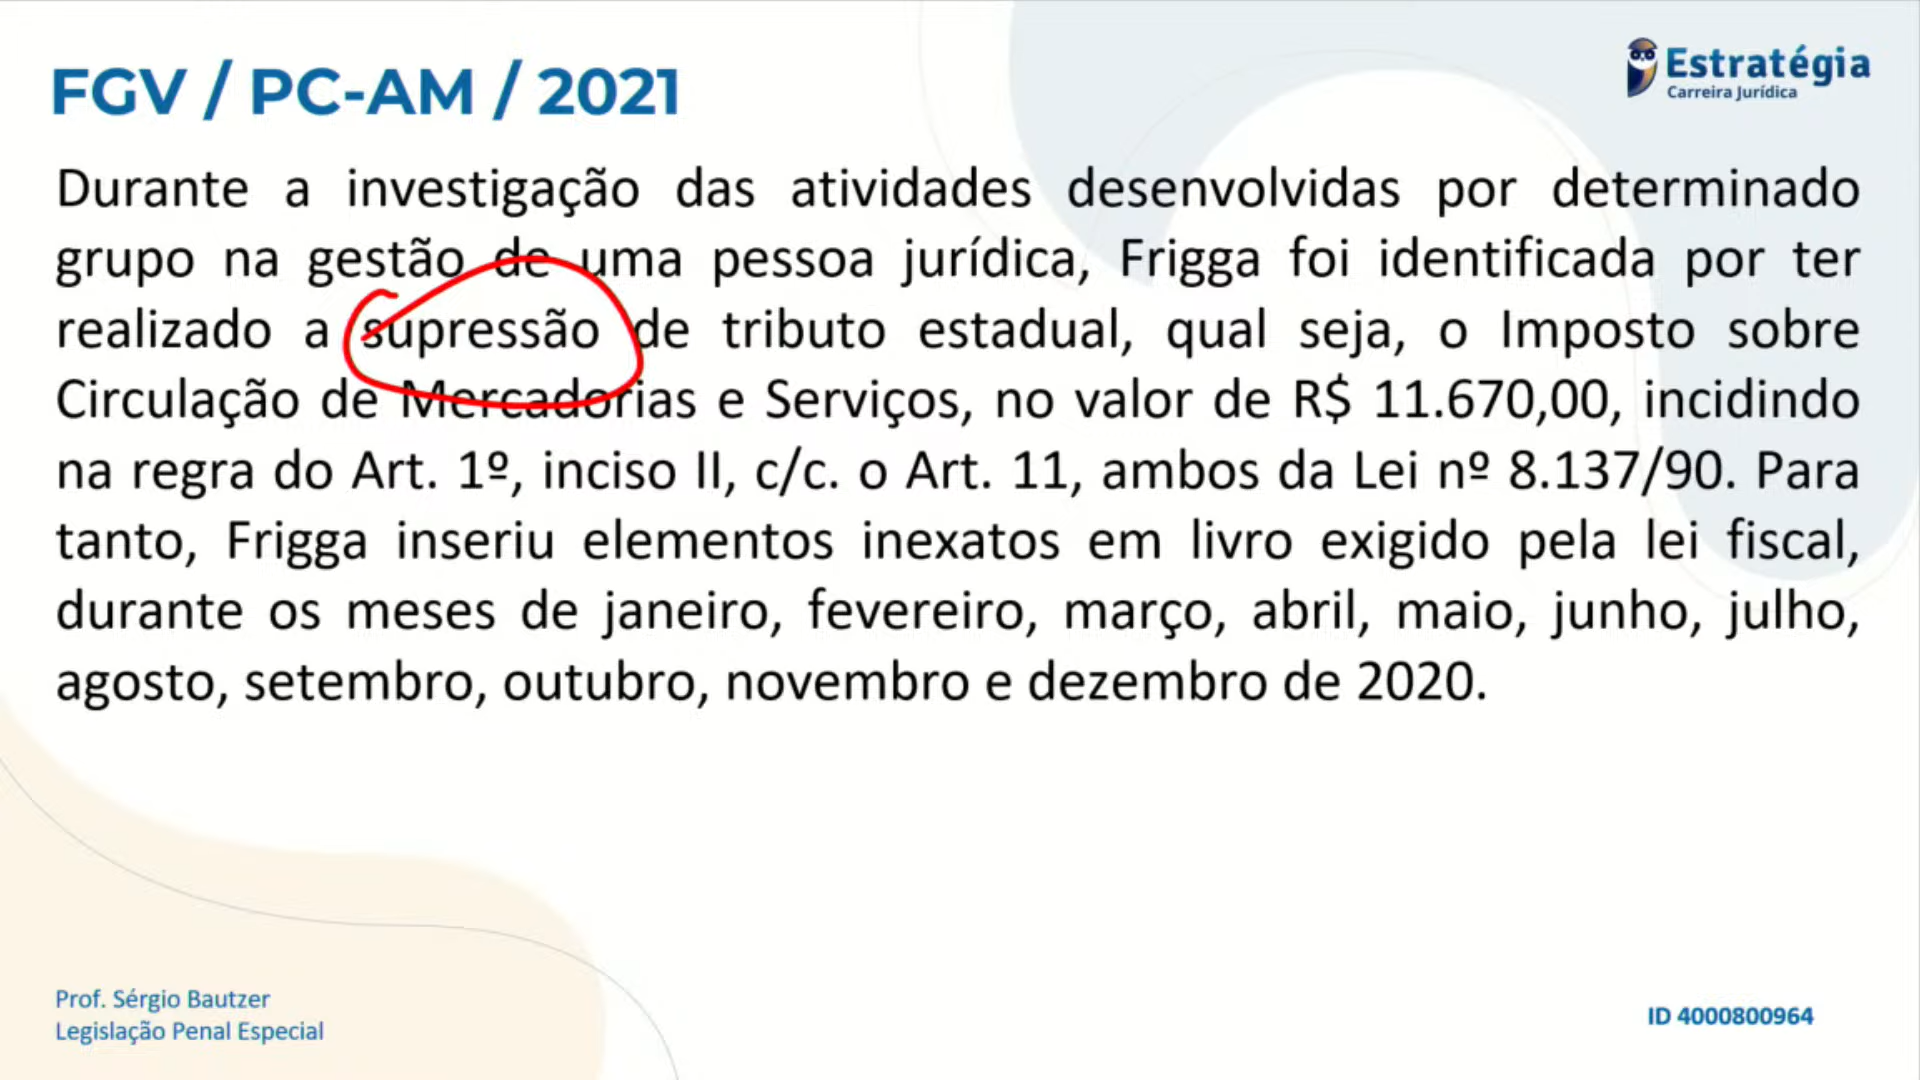 FGV / PC-AM / 2021
Estratégia
Carreira Jurídica
Durante a investigação das atividades desenvolvidas por determinado
grupo na gestão de uma pessoa jurídica, Frigga foi identificada por ter
realizado a supressão de tributo estadual, qual seja, o Imposto sobre
Circulação de Mercadorias e Serviços, no valor de R$ 11.670,00, incidindo
na regra do Art. 1º, inciso II, c/c. o Art. 11, ambos da Lei nº 8.137/90. Para
tanto, Frigga inseriu elementos inexatos em livro exigido pela lei fiscal,
durante os meses de janeiro, fevereiro, março, abril, maio, junho, julho,
agosto, setembro, outubro, novembro e dezembro de 2020.
Prof. Sérgio Bautzer
Legislação Penal Especial
ID 4000800964